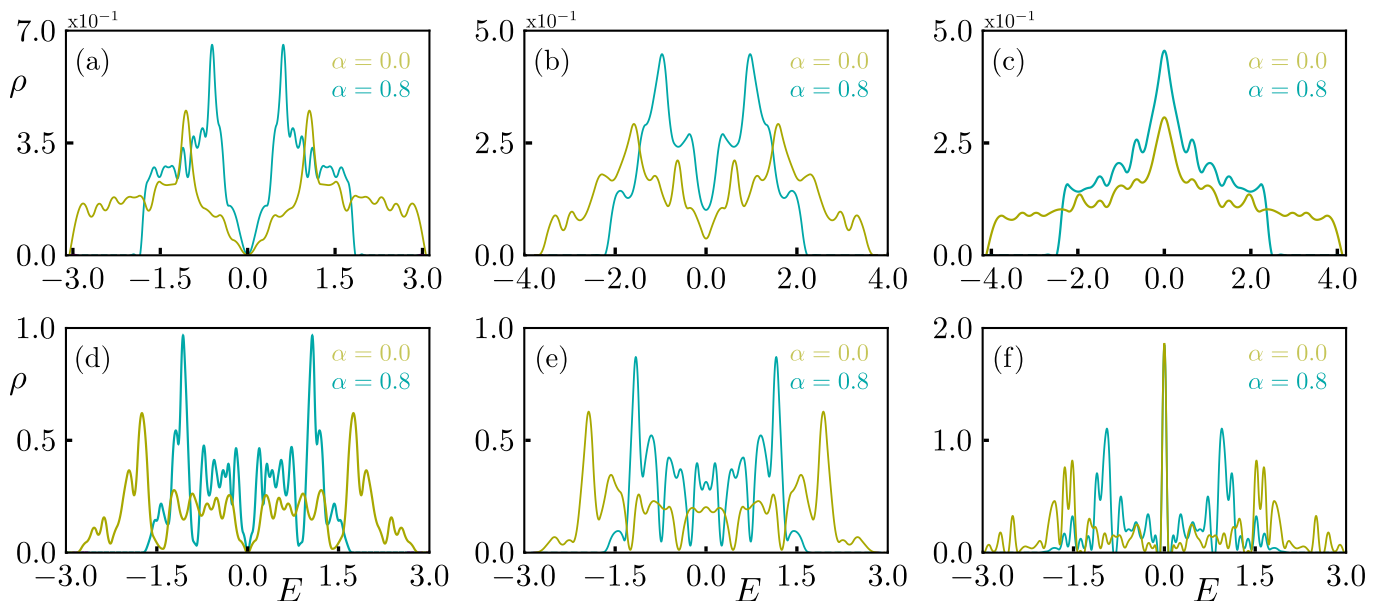 x10⁻¹ x10⁻¹ x10⁻¹
7.0 (a) α = 0.0 5.0 (b) α = 0.0 5.0 (c) α = 0.0
ρ α = 0.8 α = 0.8 α = 0.8
3.5 2.5 2.5
0.0 0.0 0.0
−3.0 −1.5 0.0 1.5 3.0 −4.0 −2.0 0.0 2.0 4.0 −4.0 −2.0 0.0 2.0 4.0
1.0 (d) α = 0.0 1.0 (e) α = 0.0 2.0 (f) α = 0.0
ρ α = 0.8 α = 0.8 α = 0.8
0.5 0.5 1.0
0.0 0.0 0.0
−3.0 −1.5 0.0 1.5 3.0 −3.0 −1.5 0.0 1.5 3.0 −3.0 −1.5 0.0 1.5 3.0
E E E